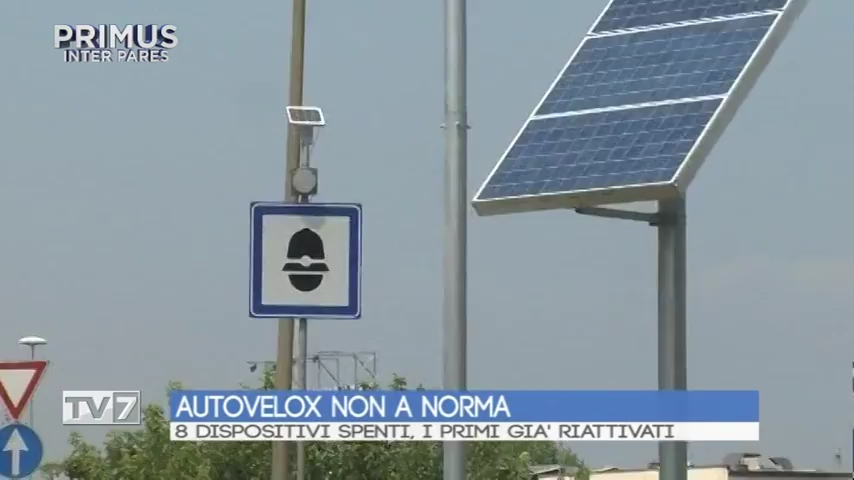 PRIMUS
INTER PARES
TV7
AUTOVELOX NON A NORMA
8 DISPOSITIVI SPENTI, I PRIMI GIA' RIATTIVATI